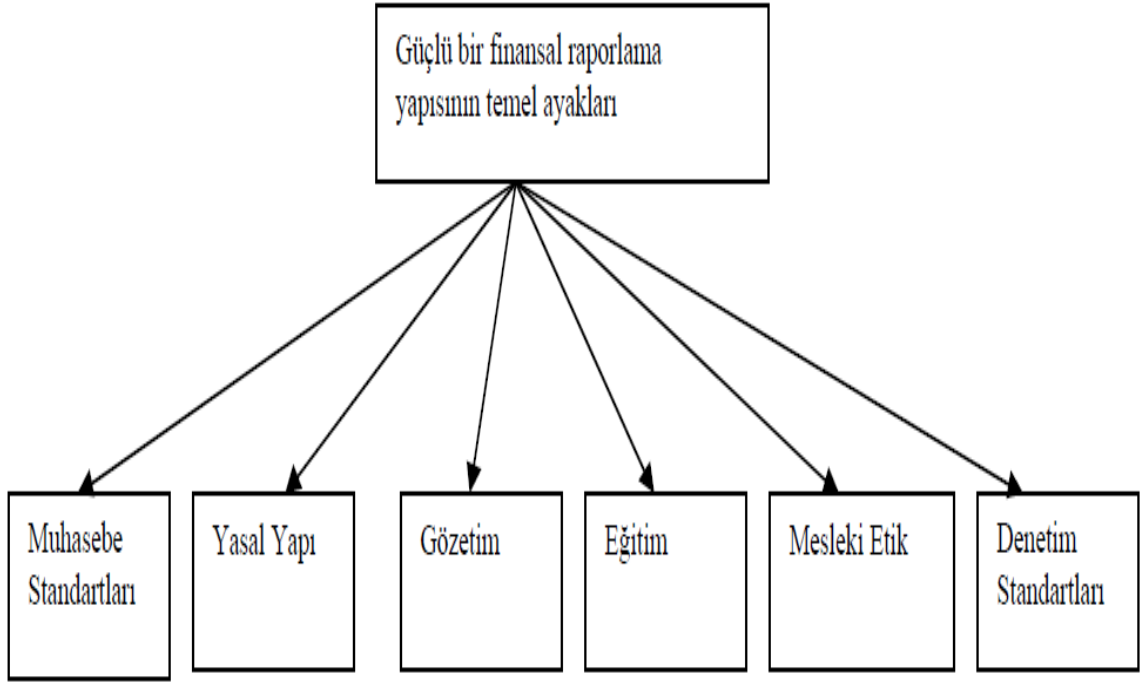 Güçlü bir finansal raporlama
yapısının temel ayakları
Muhasebe
Standartları
Yasal Yapı
Gözetim
Eğitim
Mesleki Etik
Denetim
Standartları